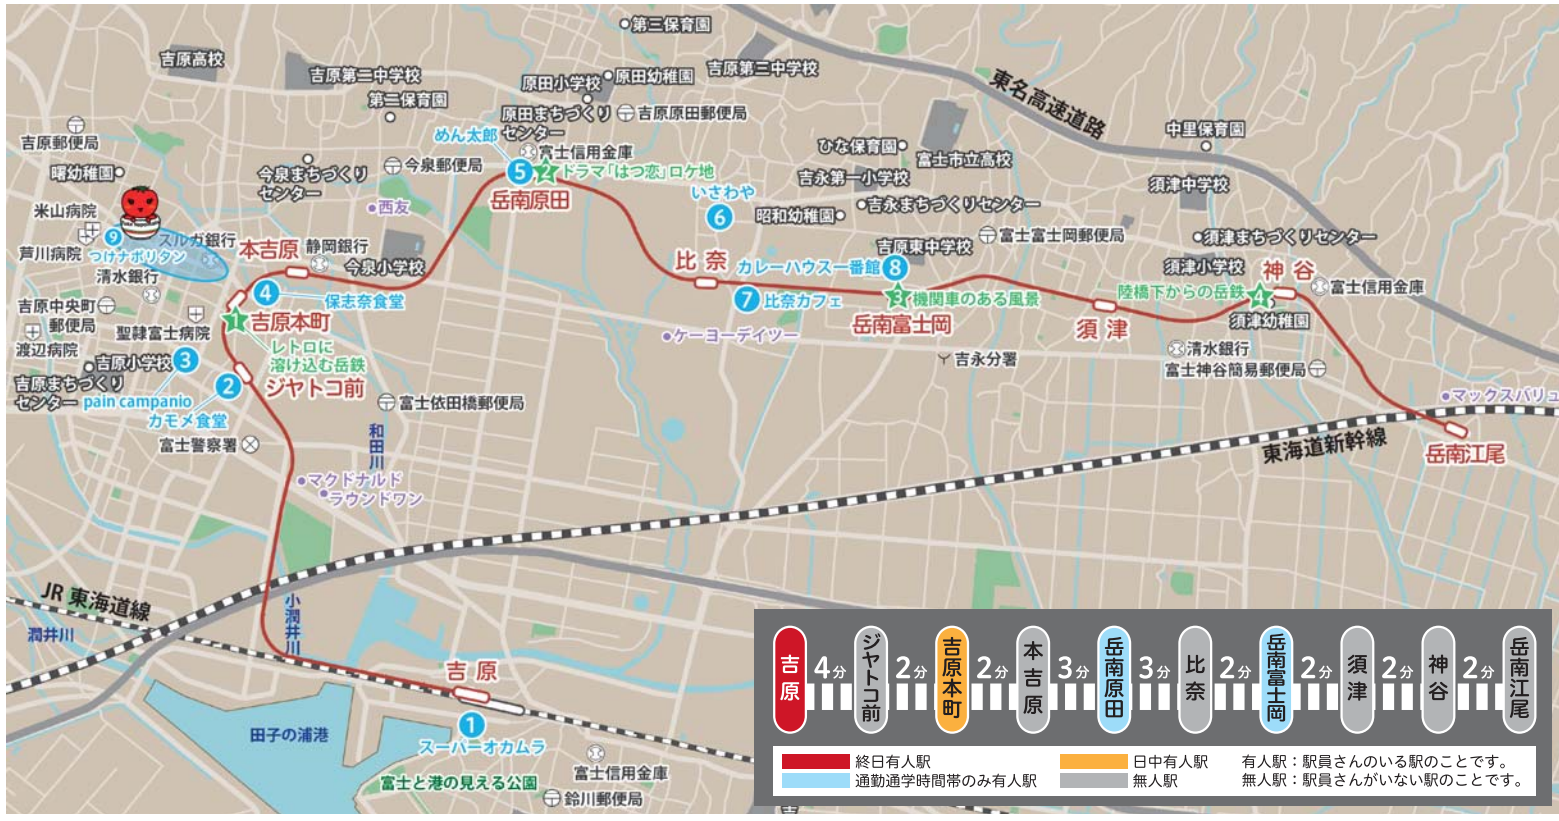 第三保育園
吉原高校
吉原第二中学校
第二保育園
原田小学校
原田幼稚園
吉原第三中学校
東名高速道路
原田まちづくり
センター
吉原原田郵便局
中里保育園
吉原郵便局
めん太郎
富士信用金庫
ひな保育園
富士市立高校
曙幼稚園
今泉まちづくり
センター
今泉郵便局
5
2
ドラマ「はつ恋」ロケ地
吉永第一小学校
須津中学校
岳南原田
いさわや
6
米山病院
西友
昭和幼稚園
吉永まちづくりセンター
9
スルガ銀行
芦川病院
つけナポリタン
本吉原
静岡銀行
今泉小学校
吉原東中学校
富士富士岡郵便局
須津まちづくりセンター
清水銀行
比奈
カレーハウス一番館
8
須津小学校
神谷
富士信用金庫
吉原中央町
郵便局
4
保志奈食堂
7
比奈カフェ
3
機関車のある風景
陸橋下からの岳鉄
4
須津幼稚園
1
吉原本町
岳南富士岡
須津
聖隷富士病院
渡辺病院
レトロに
溶け込む岳鉄
ケーヨーデイツー
吉永分署
清水銀行
富士神谷簡易郵便局
吉原小学校
3
吉原まちづくり
センター
pain campanio
2
ジヤトコ前
カモメ食堂
富士依田橋郵便局
マックスバリュ
富士警察署
和田川
東海道新幹線
岳南江尾
マクドナルド
ラウンドワン
JR 東海道線
潤井川
小潤井川
吉原
1
スーパーオカムラ
田子の浦港
富士と港の見える公園
富士信用金庫
鈴川郵便局
吉原
4分
ジヤトコ前
2分
吉原本町
2分
本吉原
3分
岳南原田
3分
比奈
2分
岳南富士岡
2分
須津
2分
神谷
2分
岳南江尾
終日有人駅
日中有人駅
有人駅：駅員さんのいる駅のことです。
通勤通学時間帯のみ有人駅
無人駅
無人駅：駅員さんがいない駅のことです。